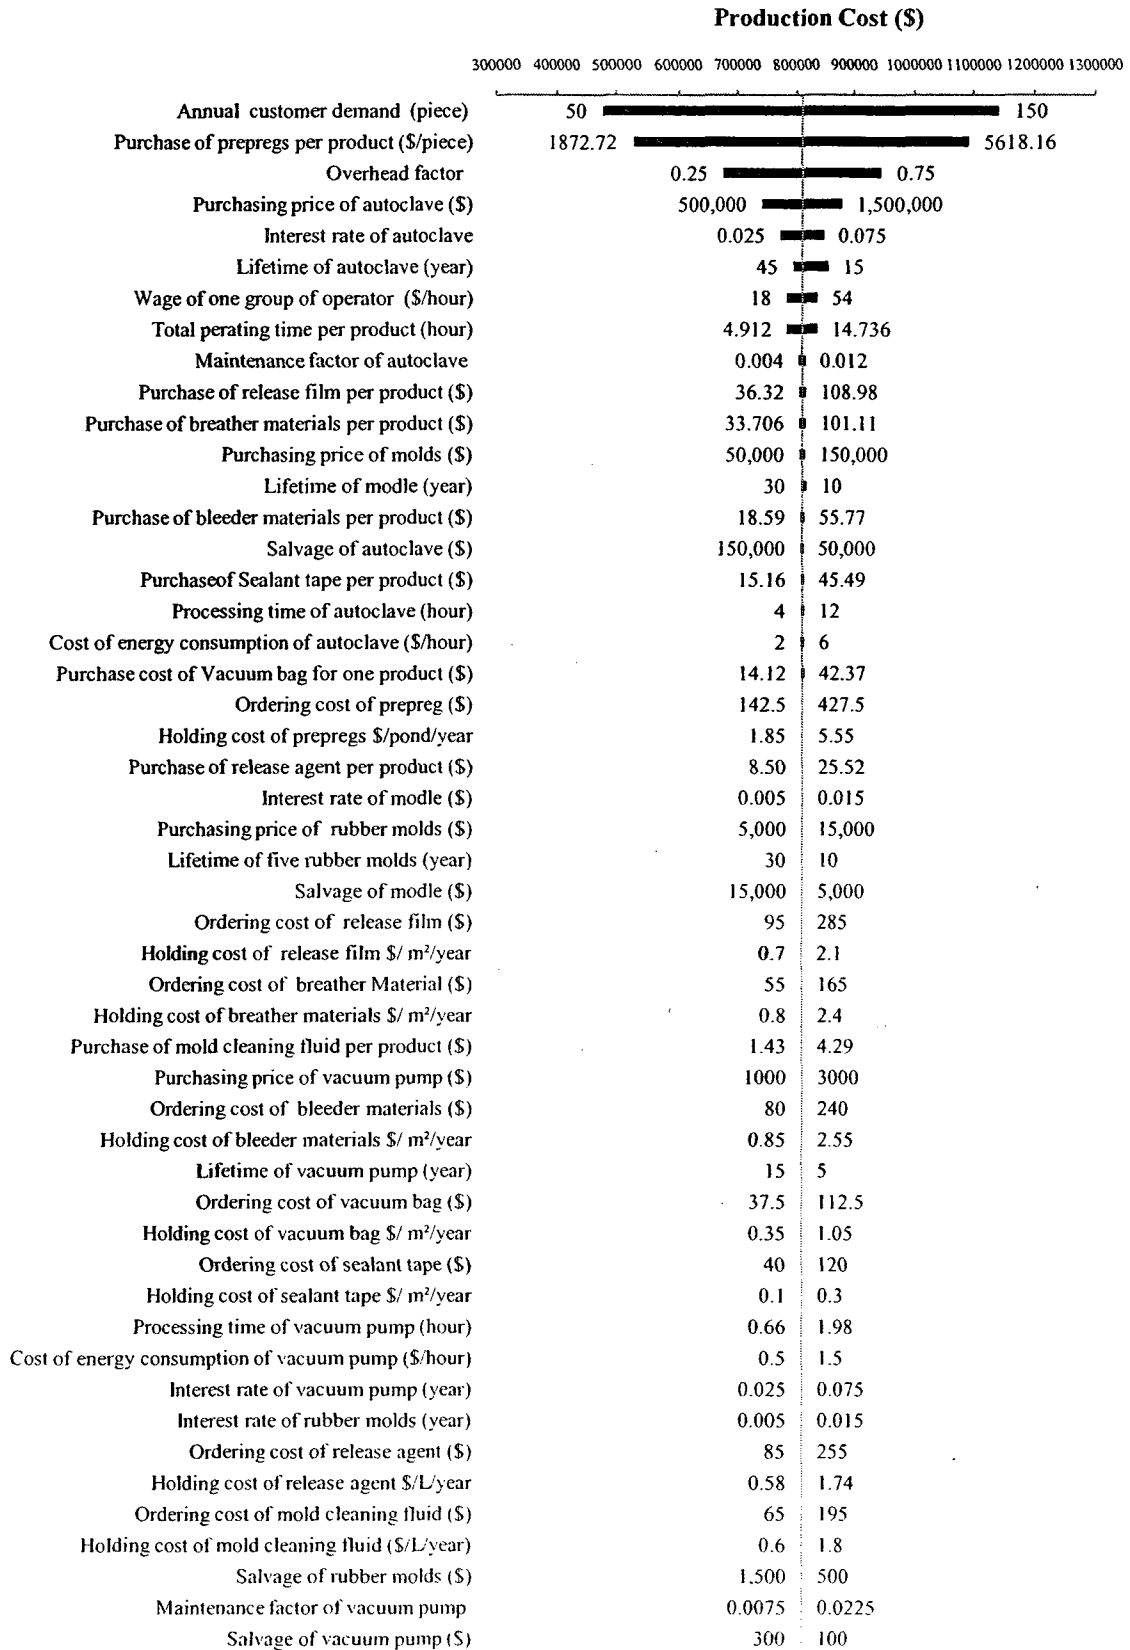 Production Cost ($)
300000 400000 500000 600000 700000 800000 900000 1000000 1100000 1200000 1300000
Annual customer demand (piece) 50 150
Purchase of prepregs per product ($/piece) 1872.72 5618.16
Overhead factor 0.25 0.75
Purchasing price of autoclave ($) 500,000 1,500,000
Interest rate of autoclave 0.025 0.075
Lifetime of autoclave (year) 45 15
Wage of one group of operator ($/hour) 18 54
Total perating time per product (hour) 4.912 14.736
Maintenance factor of autoclave 0.004 0.012
Purchase of release film per product ($) 36.32 108.98
Purchase of breather materials per product ($) 33.706 101.11
Purchasing price of molds ($) 50,000 150,000
Lifetime of modle (year) 30 10
Purchase of bleeder materials per product ($) 18.59 55.77
Salvage of autoclave ($) 150,000 50,000
Purchaseof Sealant tape per product ($) 15.16 45.49
Processing time of autoclave (hour) 4 12
Cost of energy consumption of autoclave ($/hour) 2 6
Purchase cost of Vacuum bag for one product ($) 14.12 42.37
Ordering cost of prepreg ($) 142.5 427.5
Holding cost of prepregs $/pond/year 1.85 5.55
Purchase of release agent per product ($) 8.50 25.52
Interest rate of modle ($) 0.005 0.015
Purchasing price of rubber molds ($) 5,000 15,000
Lifetime of five rubber molds (year) 30 10
Salvage of modle ($) 15,000 5,000
Ordering cost of release film ($) 95 285
Holding cost of release film $/ m²/year 0.7 2.1
Ordering cost of breather Material ($) 55 165
Holding cost of breather materials $/ m²/year 0.8 2.4
Purchase of mold cleaning fluid per product ($) 1.43 4.29
Purchasing price of vacuum pump ($) 1000 3000
Ordering cost of bleeder materials ($) 80 240
Holding cost of bleeder materials $/ m²/year 0.85 2.55
Lifetime of vacuum pump (year) 15 5
Ordering cost of vacuum bag ($) 37.5 112.5
Holding cost of vacuum bag $/ m²/year 0.35 1.05
Ordering cost of sealant tape ($) 40 120
Holding cost of sealant tape $/ m²/year 0.1 0.3
Processing time of vacuum pump (hour) 0.66 1.98
Cost of energy consumption of vacuum pump ($/hour) 0.5 1.5
Interest rate of vacuum pump (year) 0.025 0.075
Interest rate of rubber molds (year) 0.005 0.015
Ordering cost of release agent ($) 85 255
Holding cost of release agent $/L/year 0.58 1.74
Ordering cost of mold cleaning fluid ($) 65 195
Holding cost of mold cleaning fluid ($/L/year) 0.6 1.8
Salvage of rubber molds ($) 1,500 500
Maintenance factor of vacuum pump 0.0075 0.0225
Salvage of vacuum pump ($) 300 100